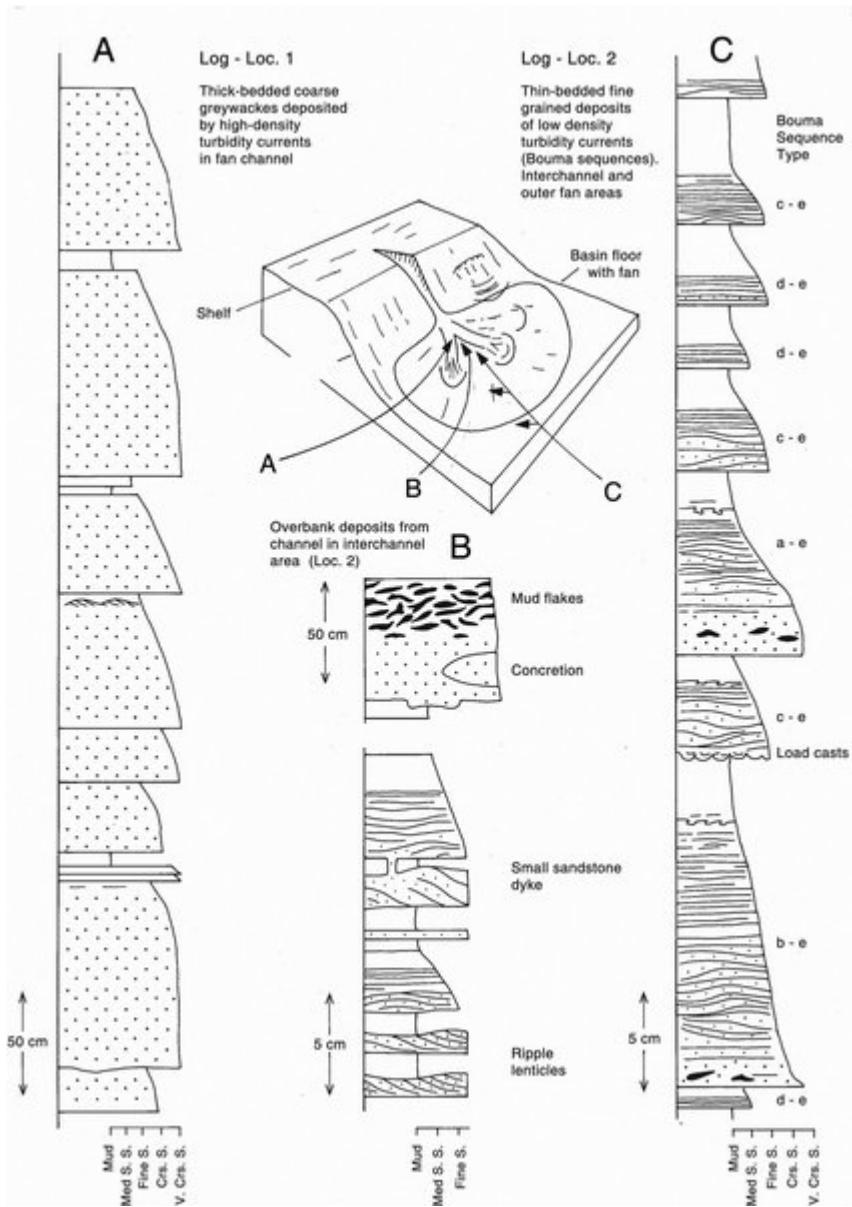 A
Log - Loc. 1
Thick-bedded coarse
greywackes deposited
by high-density
turbidity currents
in fan channel
Log - Loc. 2
Thin-bedded fine
grained deposits
of low density
turbidity currents
(Bouma sequences).
Interchannel and
outer fan areas
C
Bouma
Sequence
Type
c - e
d - e
d - e
c - e
a - e
c - e
Load casts
b - e
d - e
Shelf
Basin floor
with fan
A
B
C
Overbank deposits from
channel in interchannel
area (Loc. 2)
B
50 cm
Mud flakes
Concretion
Small sandstone
dyke
Ripple
lenticles
50 cm
5 cm
5 cm
Mud
Med S. S.
Fine S.
Crs. S.
V. Crs. S.
Mud
Med S. S.
Fine S.
Mud
Med S. S.
Fine S.
Crs. S.
V. Crs. S.